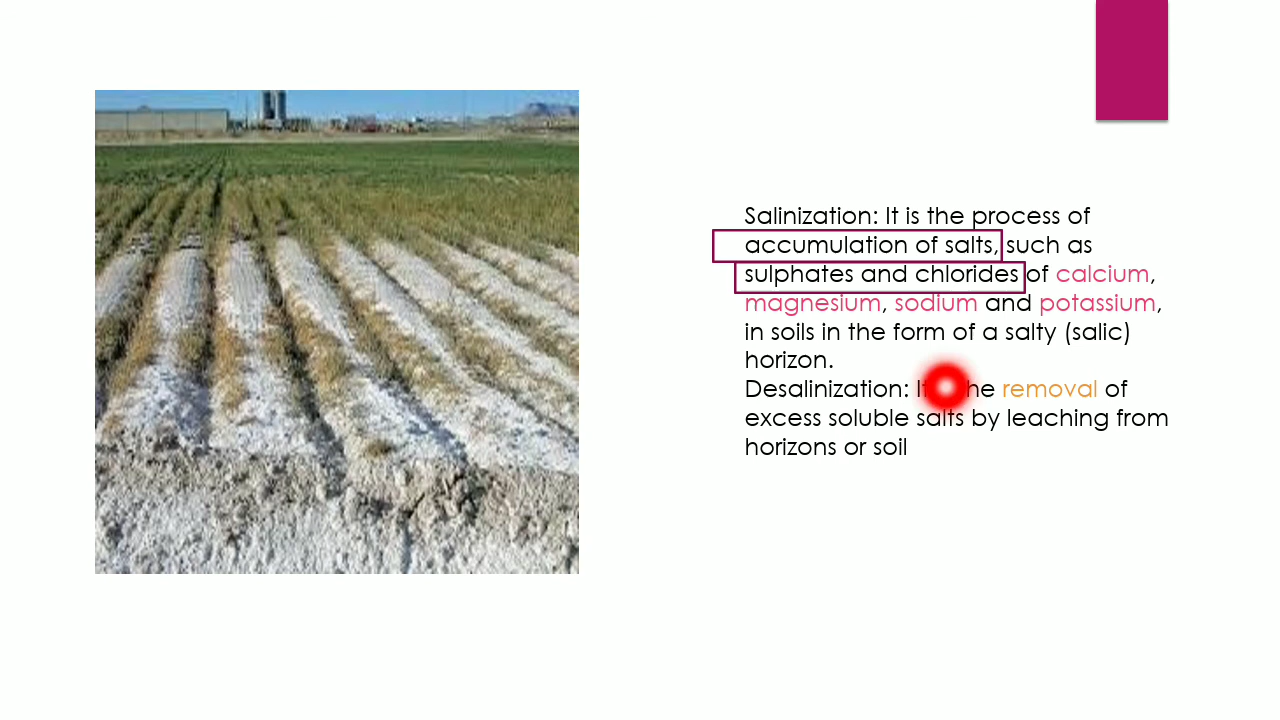 Salinization: It is the process of
accumulation of salts, such as
sulphates and chlorides of calcium,
magnesium, sodium and potassium,
in soils in the form of a salty (salic)
horizon.
Desalinization: removal of
excess soluble salts by leaching from
horizons or soil